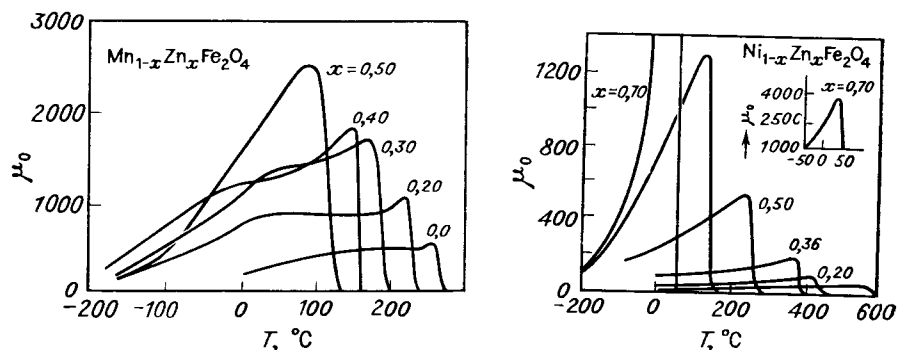 3000
2000
1000
0
μ₀
Mn₁₋ₓZnₓFe₂O₄
x=0,50
0,40
0,30
0,20
0,0
-200 -100 0 100 200
T, °C
1200
800
400
0
μ₀
Ni₁₋ₓZnₓFe₂O₄
x=0,70
x=0,70
4000
2500
1000
μ₀
-50 0 50
0,50
0,36
0,20
-200 0 200 400 600
T, °C